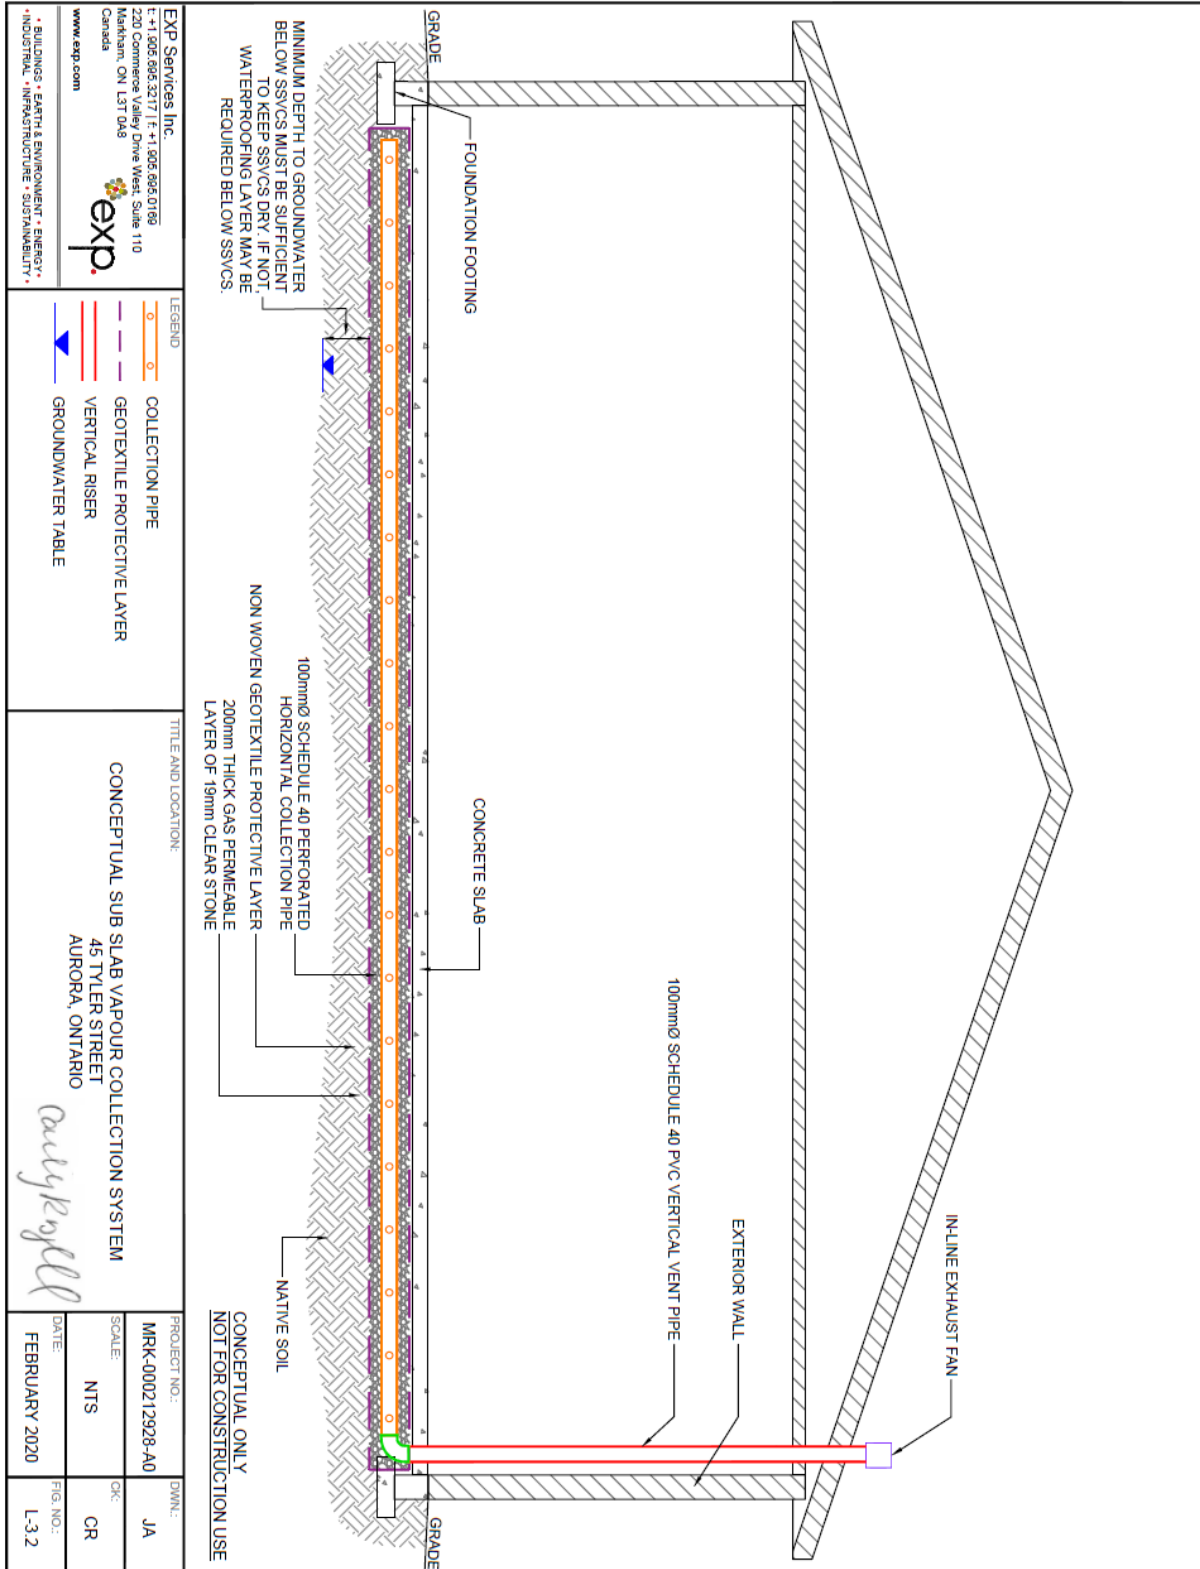 IN-LINE EXHAUST FAN
EXTERIOR WALL
100mmØ SCHEDULE 40 PVC VERTICAL VENT PIPE
GRADE
FOUNDATION FOOTING
CONCRETE SLAB
GRADE
MINIMUM DEPTH TO GROUNDWATER
BELOW SSVCS MUST BE SUFFICIENT
TO KEEP SSVCS DRY. IF NOT,
WATERPROOFING LAYER MAY BE
REQUIRED BELOW SSVCS.
100mmØ SCHEDULE 40 PERFORATED
HORIZONTAL COLLECTION PIPE
NON WOVEN GEOTEXTILE PROTECTIVE LAYER
200mm THICK GAS PERMEABLE
LAYER OF 19mm CLEAR STONE
NATIVE SOIL
CONCEPTUAL ONLY
NOT FOR CONSTRUCTION USE
EXP Services Inc.
t: +1.905.695.3217 | f: +1.905.695.0169
220 Commerce Valley Drive West, Suite 110
Markham, ON L3T 0A8
Canada
exp.
www.exp.com
• BUILDINGS • EARTH & ENVIRONMENT • ENERGY •
• INDUSTRIAL • INFRASTRUCTURE • SUSTAINABILITY •
LEGEND
COLLECTION PIPE
GEOTEXTILE PROTECTIVE LAYER
VERTICAL RISER
GROUNDWATER TABLE
TITLE AND LOCATION:
CONCEPTUAL SUB SLAB VAPOUR COLLECTION SYSTEM
45 TYLER STREET
AURORA, ONTARIO
PROJECT NO.:
MRK-000212928-A0
DWN.:
JA
SCALE:
NTS
CK:
CR
DATE:
FEBRUARY 2020
FIG. NO.:
L-3.2